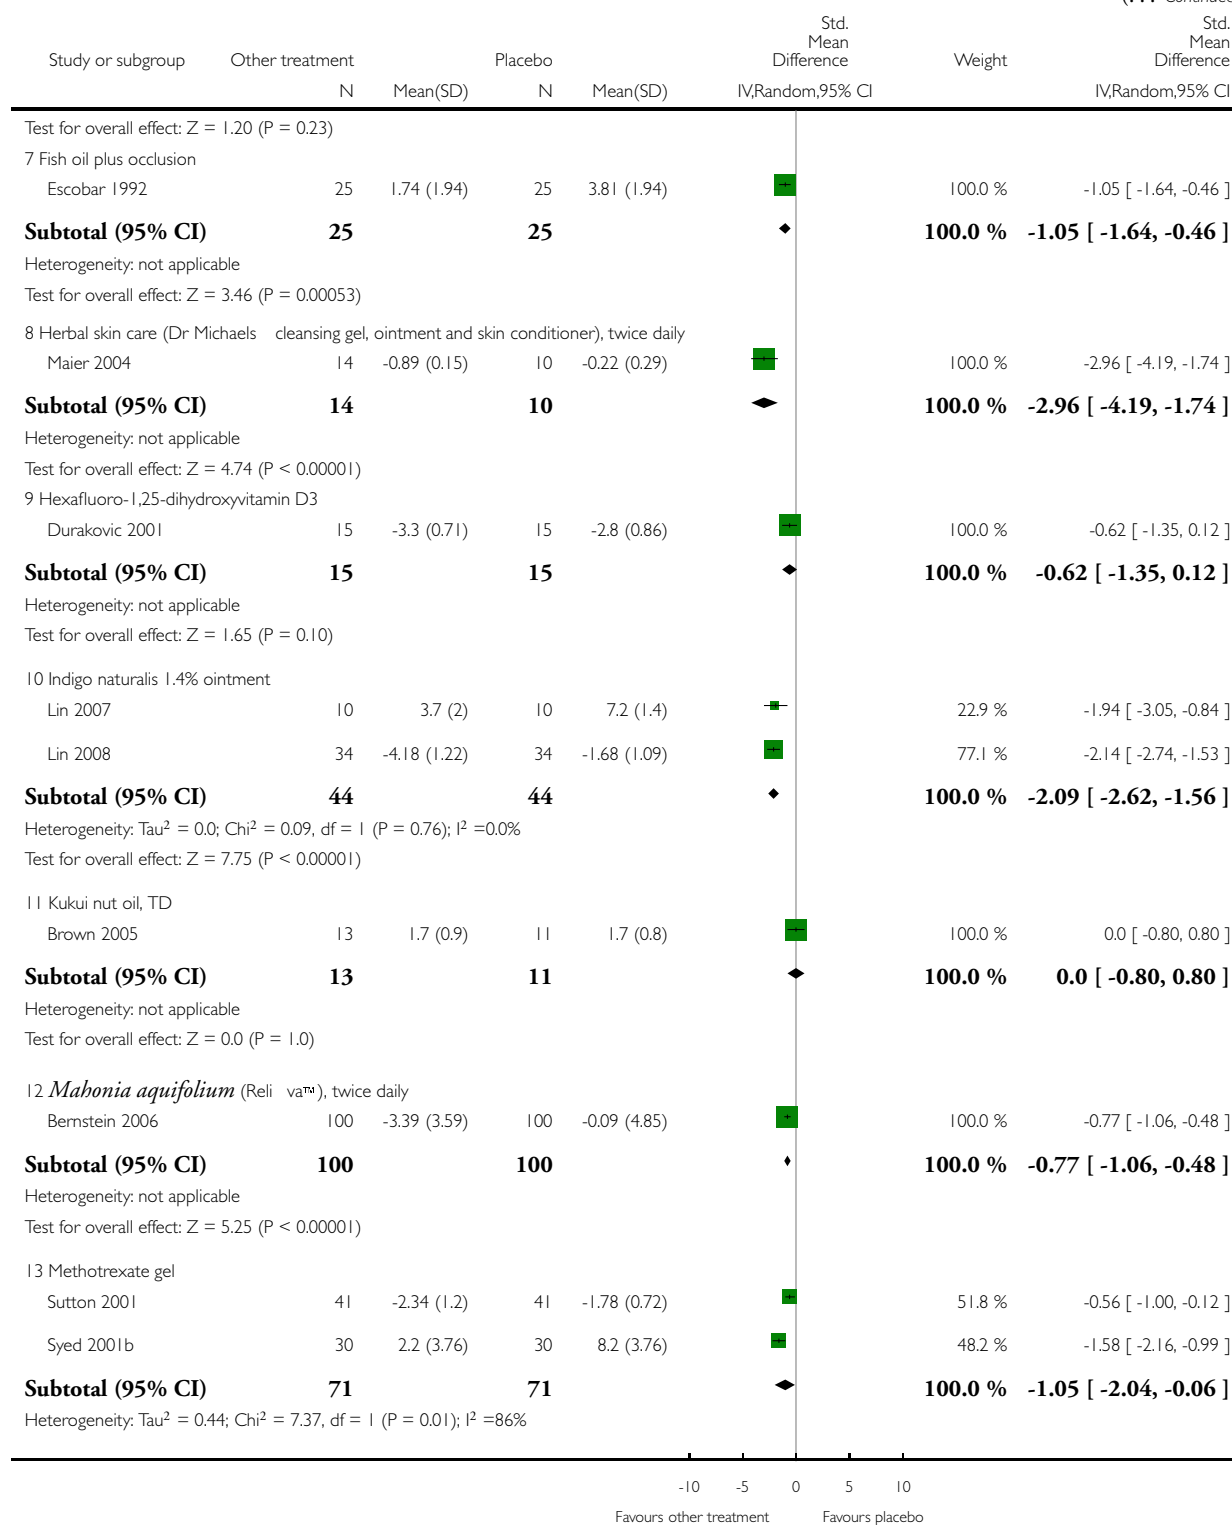 Continued
Std. Std.
Mean Mean
Study or subgroup Other treatment Placebo Difference Weight Difference
N Mean(SD) N Mean(SD) IV,Random,95% CI IV,Random,95% CI
Test for overall effect: Z = 1.20 (P = 0.23)
7 Fish oil plus occlusion
Escobar 1992 25 1.74 (1.94) 25 3.81 (1.94) 100.0 % -1.05 [ -1.64, -0.46 ]
Subtotal (95% CI) 25 25 100.0 % -1.05 [ -1.64, -0.46 ]
Heterogeneity: not applicable
Test for overall effect: Z = 3.46 (P = 0.00053)
8 Herbal skin care (Dr Michaels cleansing gel, ointment and skin conditioner), twice daily
Maier 2004 14 -0.89 (0.15) 10 -0.22 (0.29) 100.0 % -2.96 [ -4.19, -1.74 ]
Subtotal (95% CI) 14 10 100.0 % -2.96 [ -4.19, -1.74 ]
Heterogeneity: not applicable
Test for overall effect: Z = 4.74 (P < 0.00001)
9 Hexafluoro-1,25-dihydroxyvitamin D3
Durakovic 2001 15 -3.3 (0.71) 15 -2.8 (0.86) 100.0 % -0.62 [ -1.35, 0.12 ]
Subtotal (95% CI) 15 15 100.0 % -0.62 [ -1.35, 0.12 ]
Heterogeneity: not applicable
Test for overall effect: Z = 1.65 (P = 0.10)
10 Indigo naturalis 1.4% ointment
Lin 2007 10 3.7 (2) 10 7.2 (1.4) 22.9 % -1.94 [ -3.05, -0.84 ]
Lin 2008 34 -4.18 (1.22) 34 -1.68 (1.09) 77.1 % -2.14 [ -2.74, -1.53 ]
Subtotal (95% CI) 44 44 100.0 % -2.09 [ -2.62, -1.56 ]
Heterogeneity: Tau² = 0.0; Chi² = 0.09, df = 1 (P = 0.76); I² =0.0%
Test for overall effect: Z = 7.75 (P < 0.00001)
11 Kukui nut oil, TD
Brown 2005 13 1.7 (0.9) 11 1.7 (0.8) 100.0 % 0.0 [ -0.80, 0.80 ]
Subtotal (95% CI) 13 11 100.0 % 0.0 [ -0.80, 0.80 ]
Heterogeneity: not applicable
Test for overall effect: Z = 0.0 (P = 1.0)
12 Mahonia aquifolium (Reli va™), twice daily
Bernstein 2006 100 -3.39 (3.59) 100 -0.09 (4.85) 100.0 % -0.77 [ -1.06, -0.48 ]
Subtotal (95% CI) 100 100 100.0 % -0.77 [ -1.06, -0.48 ]
Heterogeneity: not applicable
Test for overall effect: Z = 5.25 (P < 0.00001)
13 Methotrexate gel
Sutton 2001 41 -2.34 (1.2) 41 -1.78 (0.72) 51.8 % -0.56 [ -1.00, -0.12 ]
Syed 2001b 30 2.2 (3.76) 30 8.2 (3.76) 48.2 % -1.58 [ -2.16, -0.99 ]
Subtotal (95% CI) 71 71 100.0 % -1.05 [ -2.04, -0.06 ]
Heterogeneity: Tau² = 0.44; Chi² = 7.37, df = 1 (P = 0.01); I² =86%
-10 -5 0 5 10
Favours other treatment Favours placebo